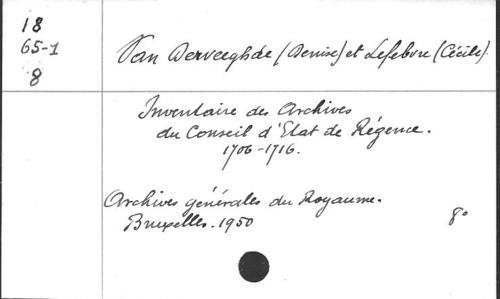 18
65-1
8
Van Derveeghde (Denise) et Lefebvre (Cécile).
Inventaire des Archives
du Conseil d'Etat de Régence.
1706-1716.
Archives générales du Royaume.
Bruxelles. 1950
8°